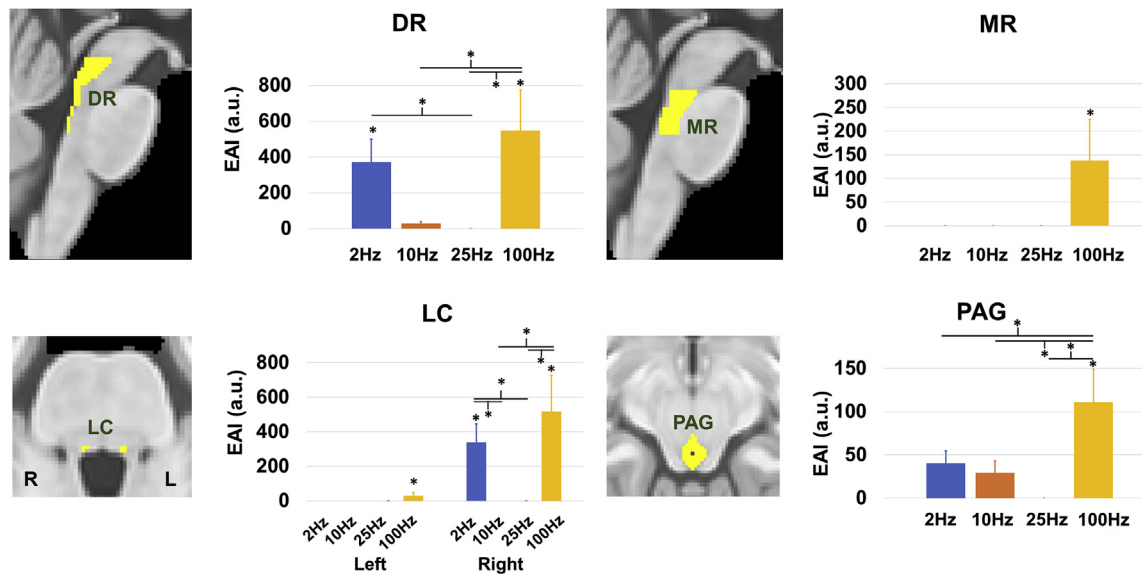 DR
DR
EAI (a.u.)
800
600
400
200
0
*
*
*
*
*
2Hz 10Hz 25Hz 100Hz
MR
MR
EAI (a.u.)
300
250
200
150
100
50
0
*
2Hz 10Hz 25Hz 100Hz
LC
R L
LC
EAI (a.u.)
800
600
400
200
0
*
*
*
*
*
*
*
2Hz 10Hz 25Hz 100Hz 2Hz 10Hz 25Hz 100Hz
Left Right
PAG
PAG
EAI (a.u.)
150
100
50
0
*
*
*
*
2Hz 10Hz 25Hz 100Hz